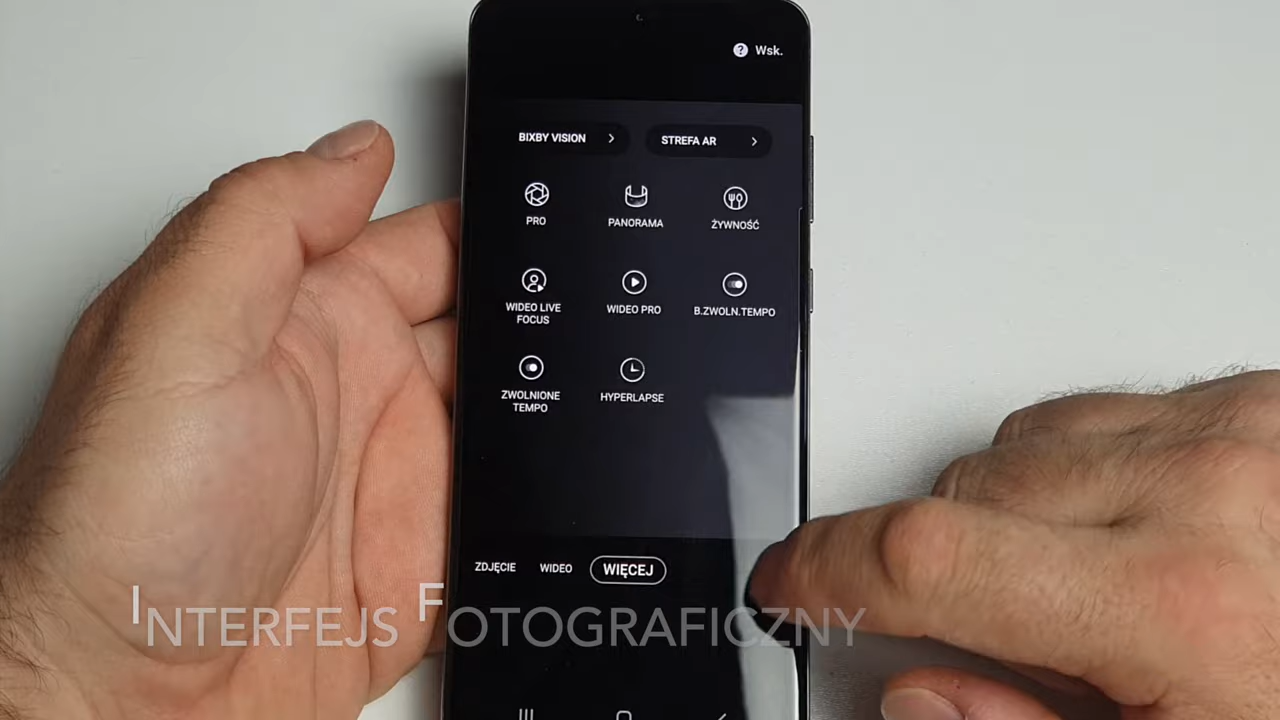 Wsk.
BIXBY VISION
STREFA AR
PRO
PANORAMA
ŻYWNOŚĆ
WIDEO LIVE
FOCUS
WIDEO PRO
B.ZWOLN.TEMPO
ZWOLNIONE
TEMPO
HYPERLAPSE
ZDJĘCIE
WIDEO
WIĘCEJ
INTERFEJS FOTOGRAFICZNY